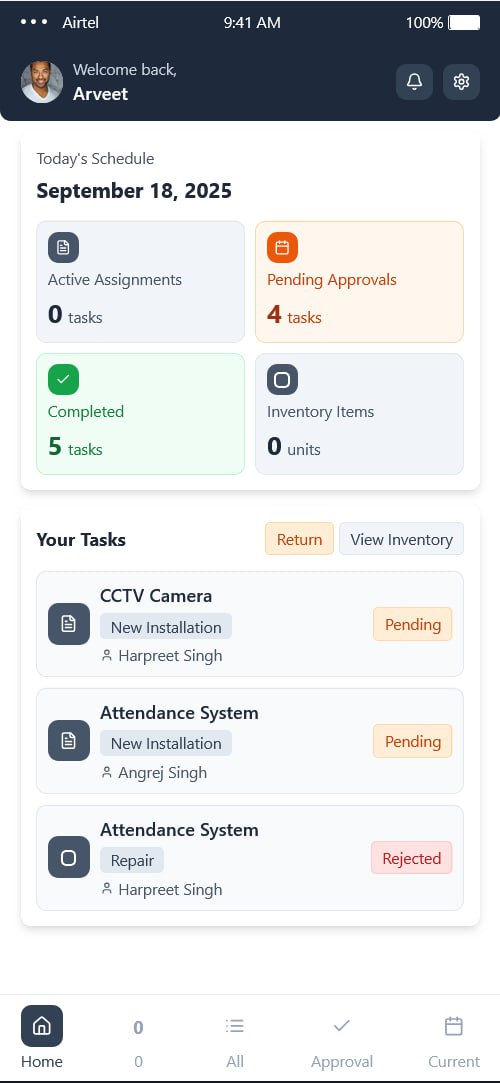 Airtel 9:41 AM 100%
Welcome back,
Arveet
Today's Schedule
September 18, 2025
Active Assignments
0 tasks
Pending Approvals
4 tasks
Completed
5 tasks
Inventory Items
0 units
Your Tasks
Return
View Inventory
CCTV Camera
New Installation
Harpreet Singh
Pending
Attendance System
New Installation
Angrej Singh
Pending
Attendance System
Repair
Harpreet Singh
Rejected
0
Home 0 All Approval Current